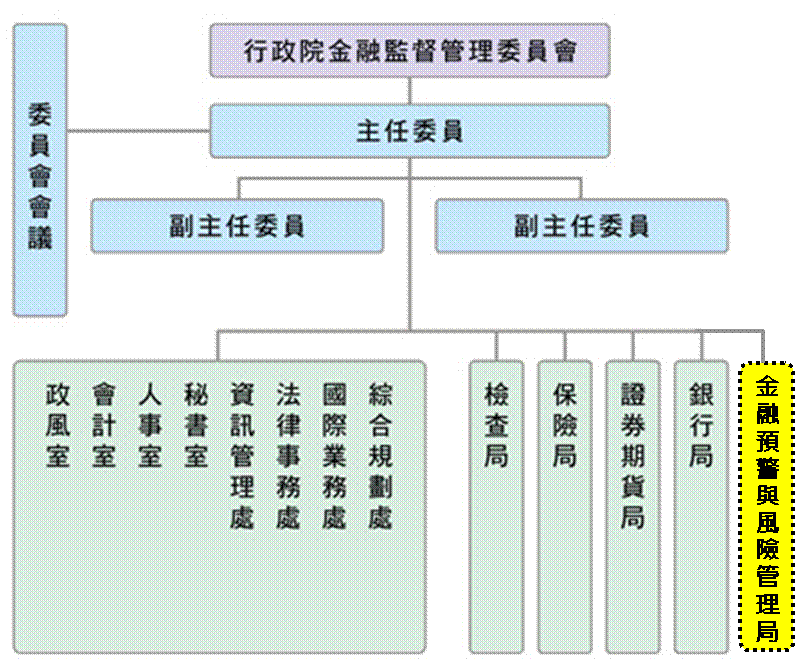 行政院金融監督管理委員會
委員會會議
主任委員
副主任委員
副主任委員
政風室
會計室
人事室
秘書室
資訊管理處
法律事務處
國際業務處
綜合規劃處
檢查局
保險局
證券期貨局
銀行局
金融預警與風險管理局